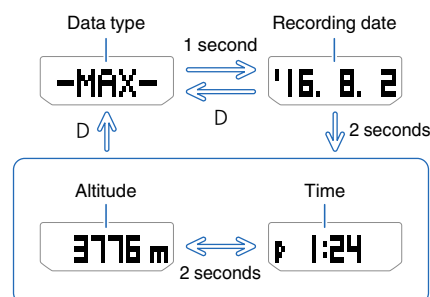 Data type
Recording date
1 second
-MAX-
'16. 8. 2
D
D
2 seconds
Altitude
Time
3776 m
P 1:24
2 seconds